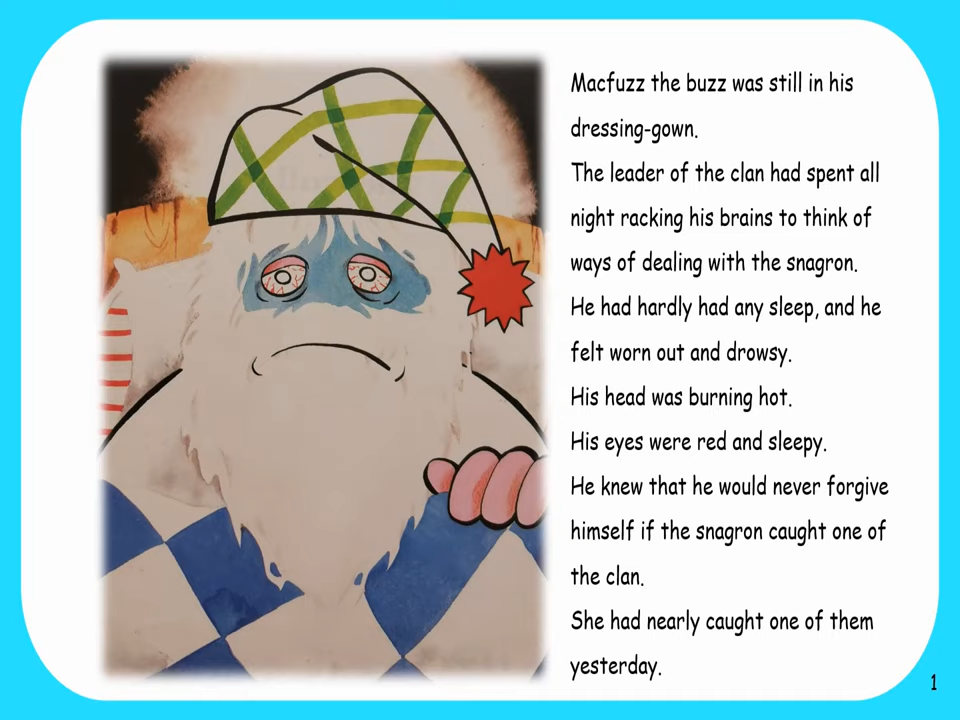 Macfuzz the buzz was still in his
dressing-gown.
The leader of the clan had spent all
night racking his brains to think of
ways of dealing with the snagron.
He had hardly had any sleep, and he
felt worn out and drowsy.
His head was burning hot.
His eyes were red and sleepy.
He knew that he would never forgive
himself if the snagron caught one of
the clan.
She had nearly caught one of them
yesterday.
1